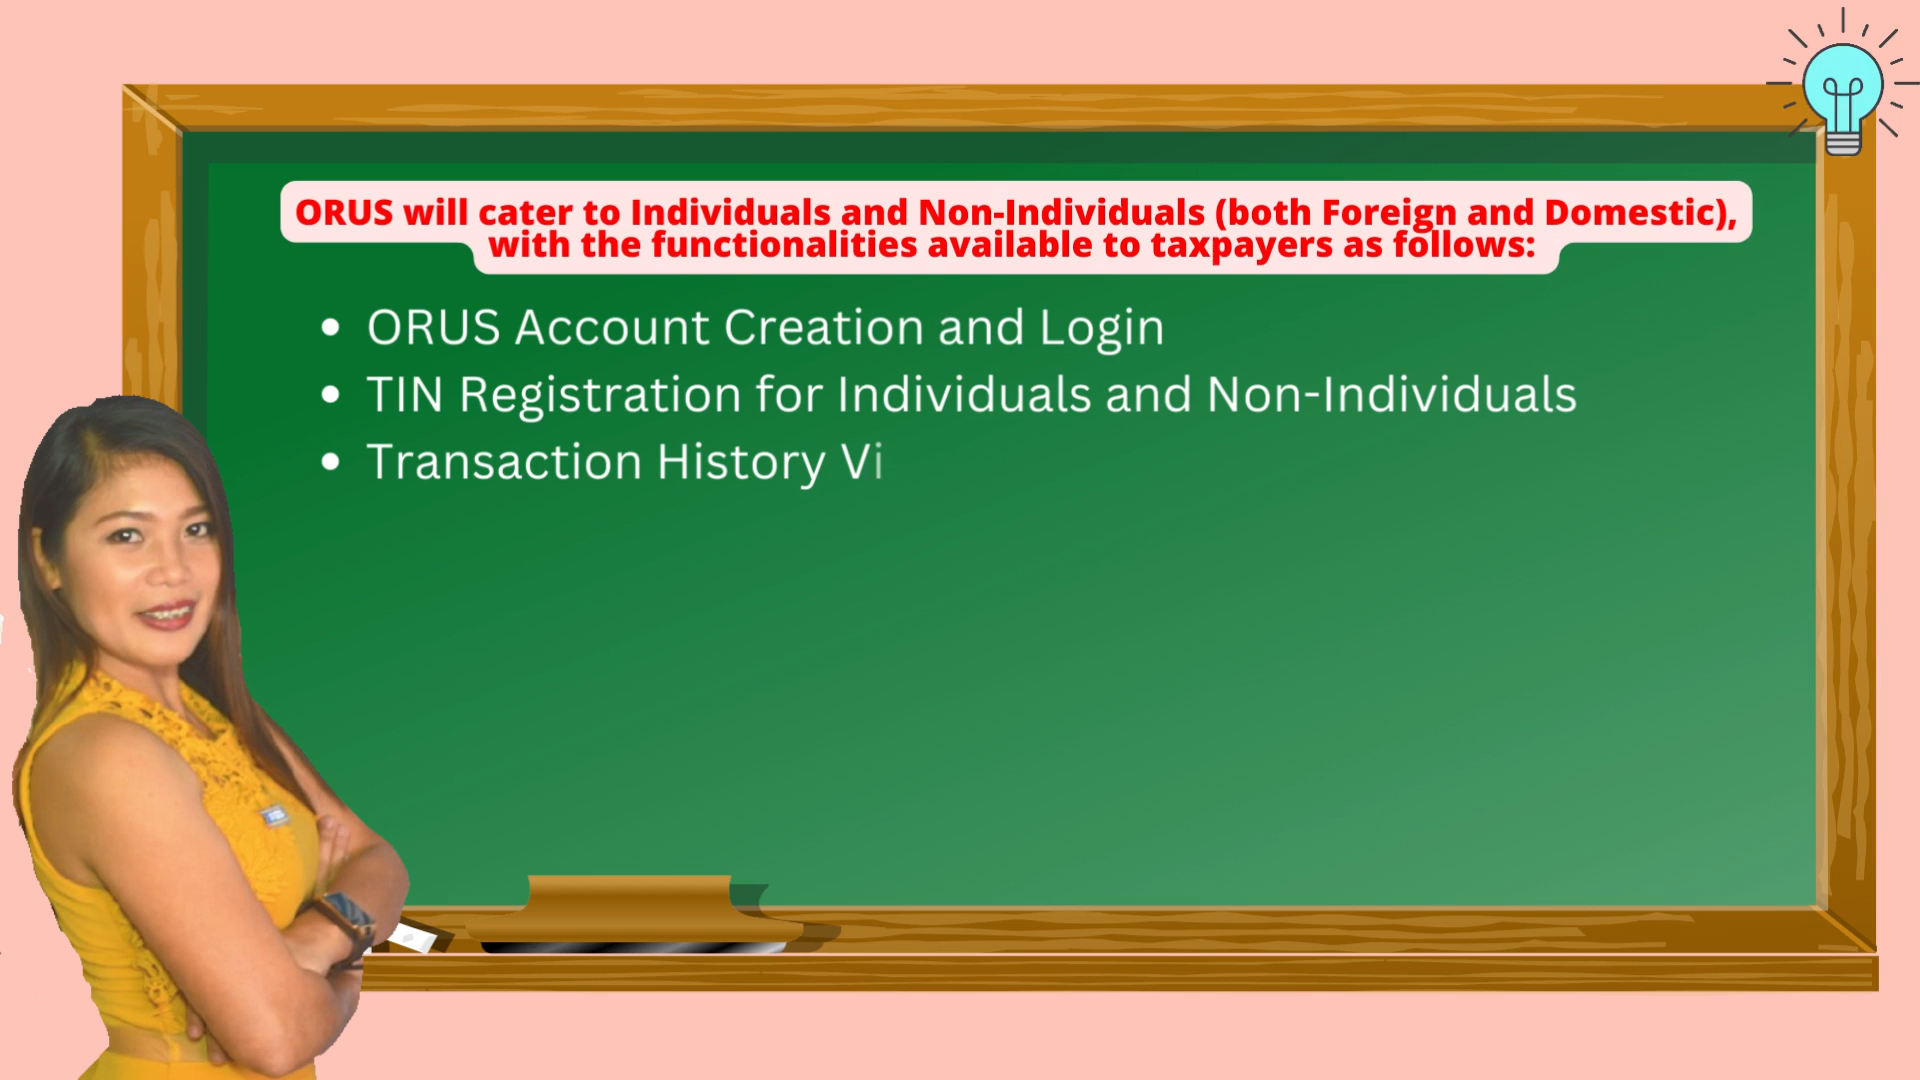 ORUS will cater to Individuals and Non-Individuals (both Foreign and Domestic),
with the functionalities available to taxpayers as follows:
• ORUS Account Creation and Login
• TIN Registration for Individuals and Non-Individuals
• Transaction History Vi